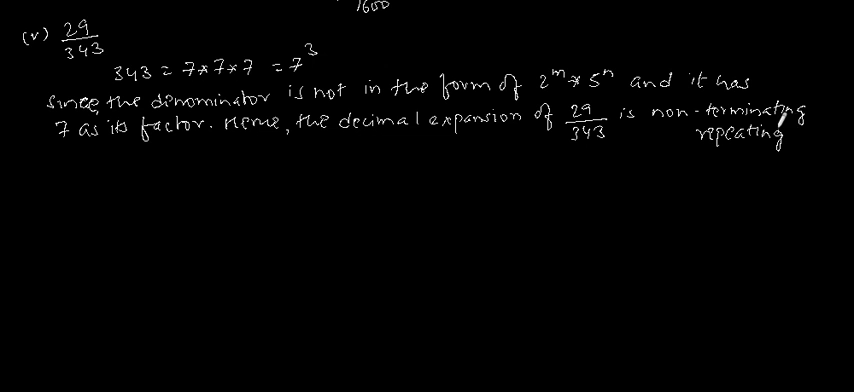 1600
(v) 29/343
343 = 7*7*7 = 7^3
Since, the denominator is not in the form of 2^m * 5^n and it has
7 as its factor. Hence, the decimal expansion of 29/343 is non-terminating
repeating